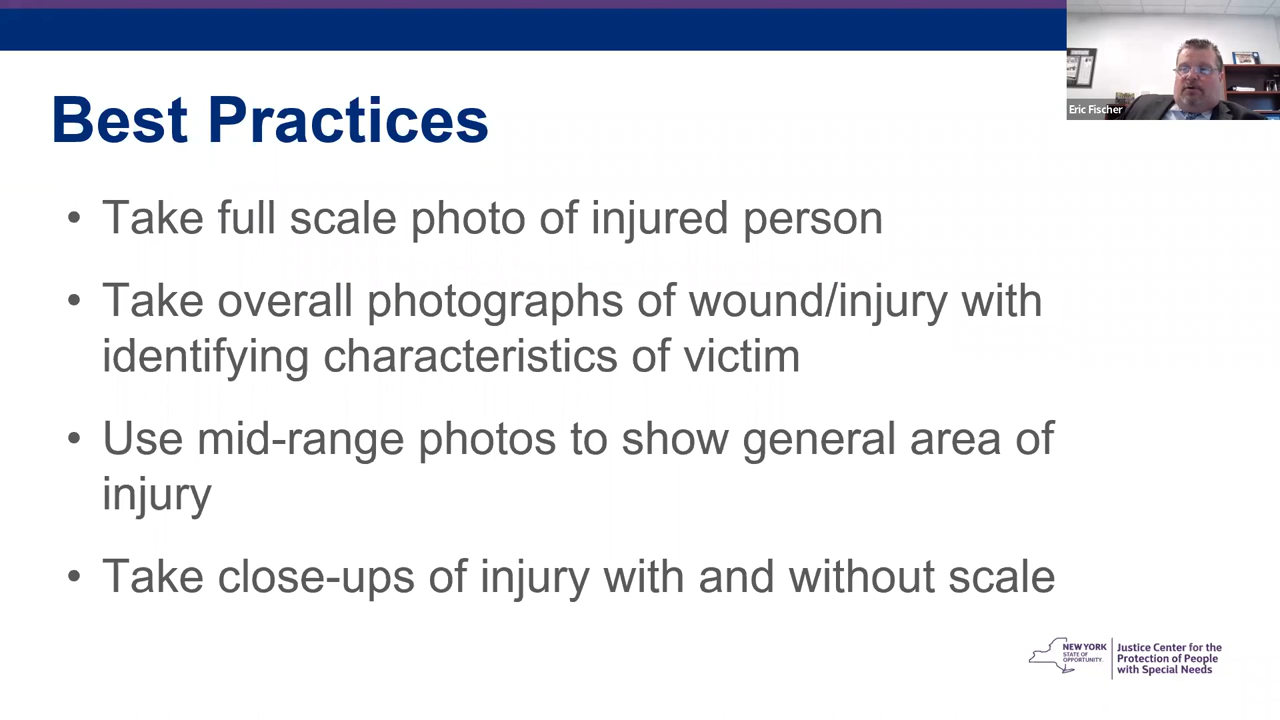 Eric Fischer
Best Practices
• Take full scale photo of injured person
• Take overall photographs of wound/injury with
identifying characteristics of victim
• Use mid-range photos to show general area of
injury
• Take close-ups of injury with and without scale
NEW YORK
STATE OF
OPPORTUNITY.
Justice Center for the
Protection of People
with Special Needs